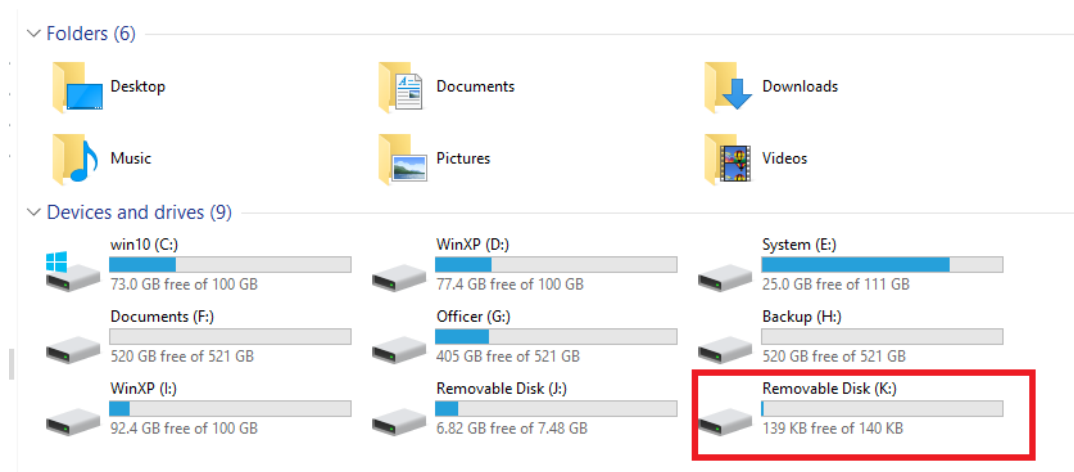 Folders (6)
Desktop
Documents
Downloads
Music
Pictures
Videos
Devices and drives (9)
win10 (C:)
73.0 GB free of 100 GB
WinXP (D:)
77.4 GB free of 100 GB
System (E:)
25.0 GB free of 111 GB
Documents (F:)
520 GB free of 521 GB
Officer (G:)
405 GB free of 521 GB
Backup (H:)
520 GB free of 521 GB
WinXP (I:)
92.4 GB free of 100 GB
Removable Disk (J:)
6.82 GB free of 7.48 GB
Removable Disk (K:)
139 KB free of 140 KB